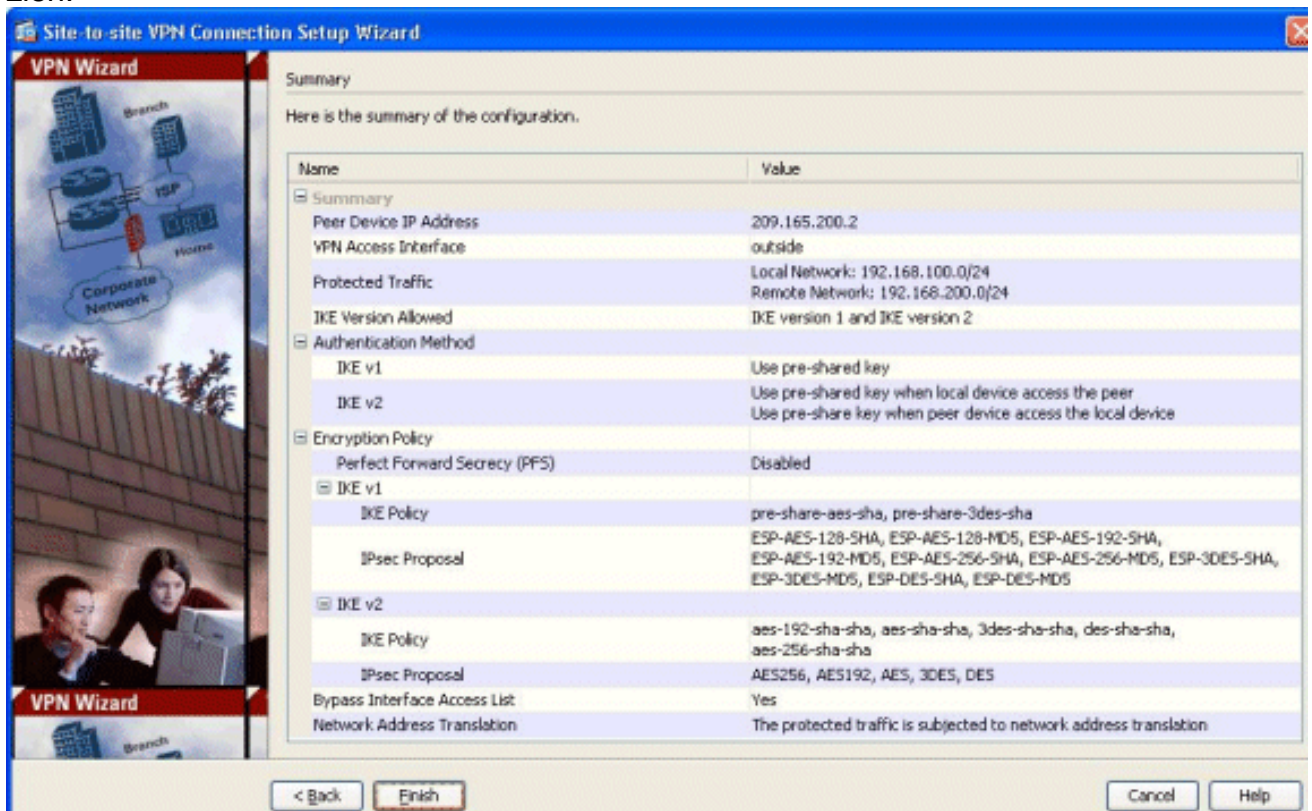 Site-to-site VPN Connection Setup Wizard
VPN Wizard
Branch
ISP
Home
Corporate
Network
Summary
Here is the summary of the configuration.
Name Value
Summary
Peer Device IP Address 209.165.200.2
VPN Access Interface outside
Protected Traffic Local Network: 192.168.100.0/24
Remote Network: 192.168.200.0/24
IKE Version Allowed IKE version 1 and IKE version 2
Authentication Method
IKE v1 Use pre-shared key
IKE v2 Use pre-shared key when local device access the peer
Use pre-share key when peer device access the local device
Encryption Policy
Perfect Forward Secrecy (PFS) Disabled
IKE v1
IKE Policy pre-share-aes-sha, pre-share-3des-sha
IPsec Proposal ESP-AES-128-SHA, ESP-AES-128-MD5, ESP-AES-192-SHA,
ESP-AES-192-MD5, ESP-AES-256-SHA, ESP-AES-256-MD5, ESP-3DES-SHA,
ESP-3DES-MD5, ESP-DES-SHA, ESP-DES-MD5
IKE v2
IKE Policy aes-192-sha-sha, aes-sha-sha, 3des-sha-sha, des-sha-sha,
aes-256-sha-sha
IPsec Proposal AES256, AES192, AES, 3DES, DES
Bypass Interface Access List Yes
Network Address Translation The protected traffic is subjected to network address translation
VPN Wizard
Branch
< Back Finish Cancel Help